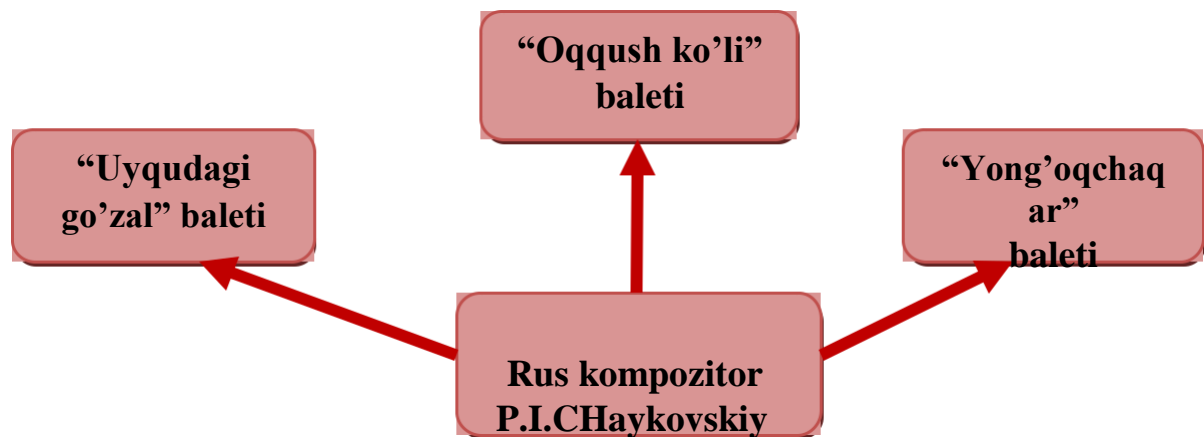 “Oqqush ko’li”
baleti
“Uyqudagi
go’zal” baleti
“Yong’oqchaq
ar”
baleti
Rus kompozitor
P.I.CHaykovskiy